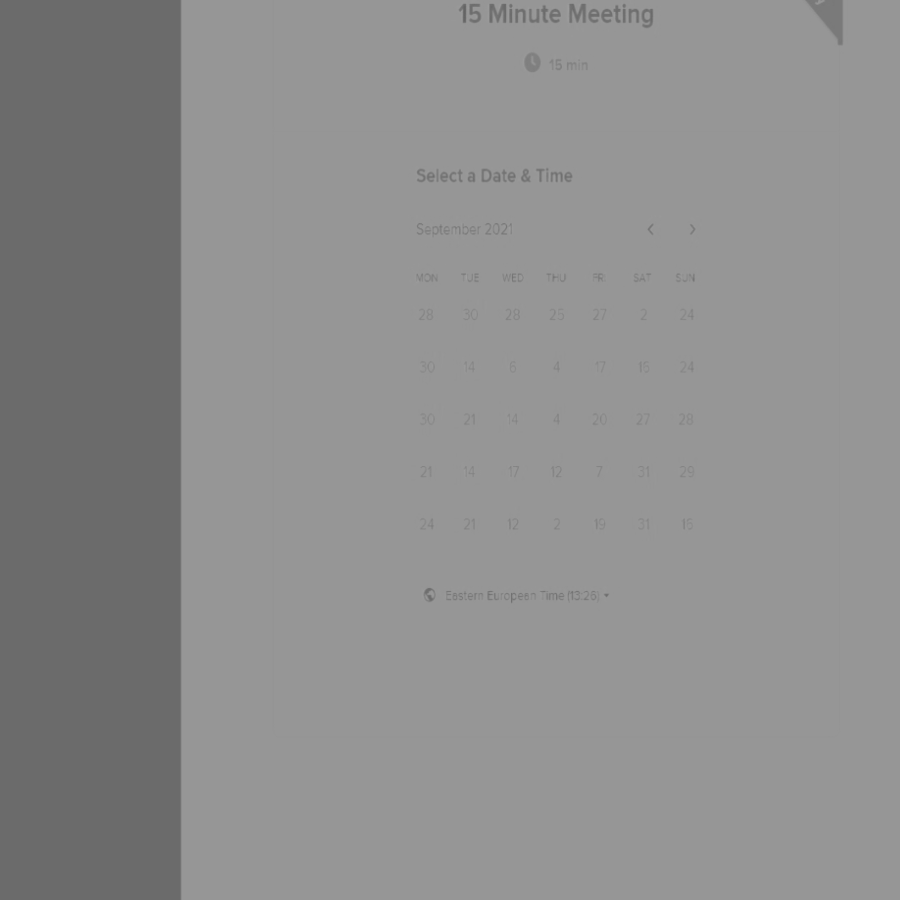 15 Minute Meeting
15 min
Select a Date & Time
September 2021
MON TUE WED THU FRI SAT SUN
28 30 28 25 27 2 24
30 14 6 4 17 15 24
30 21 14 4 20 27 28
21 14 17 12 7 31 29
24 21 12 2 19 31 15
Eastern European Time (13:26)